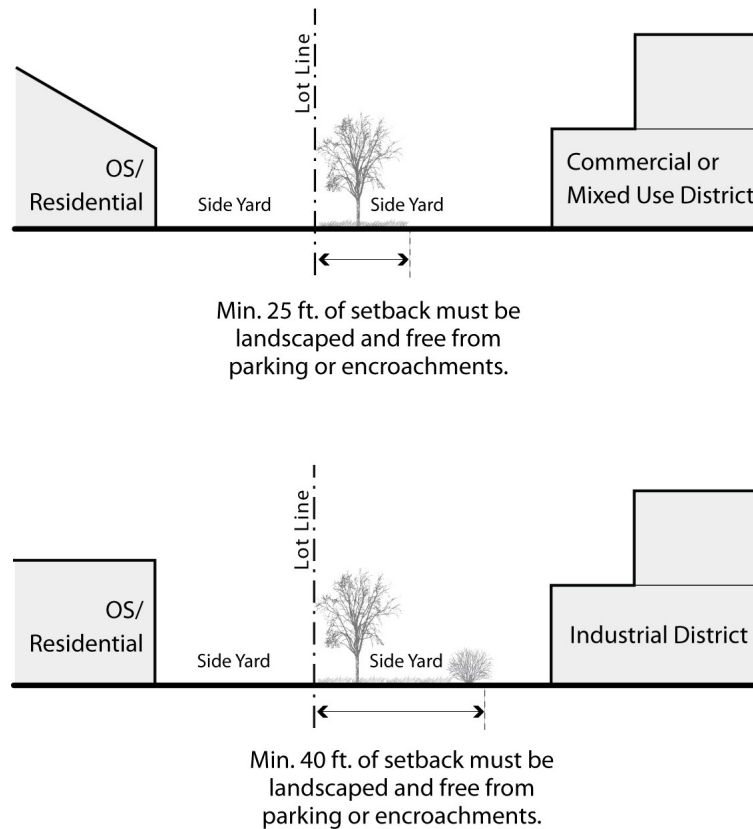 Lot Line
OS/
Residential
Side Yard
Side Yard
Commercial or
Mixed Use District
Min. 25 ft. of setback must be
landscaped and free from
parking or encroachments.
Lot Line
OS/
Residential
Side Yard
Side Yard
Industrial District
Min. 40 ft. of setback must be
landscaped and free from
parking or encroachments.